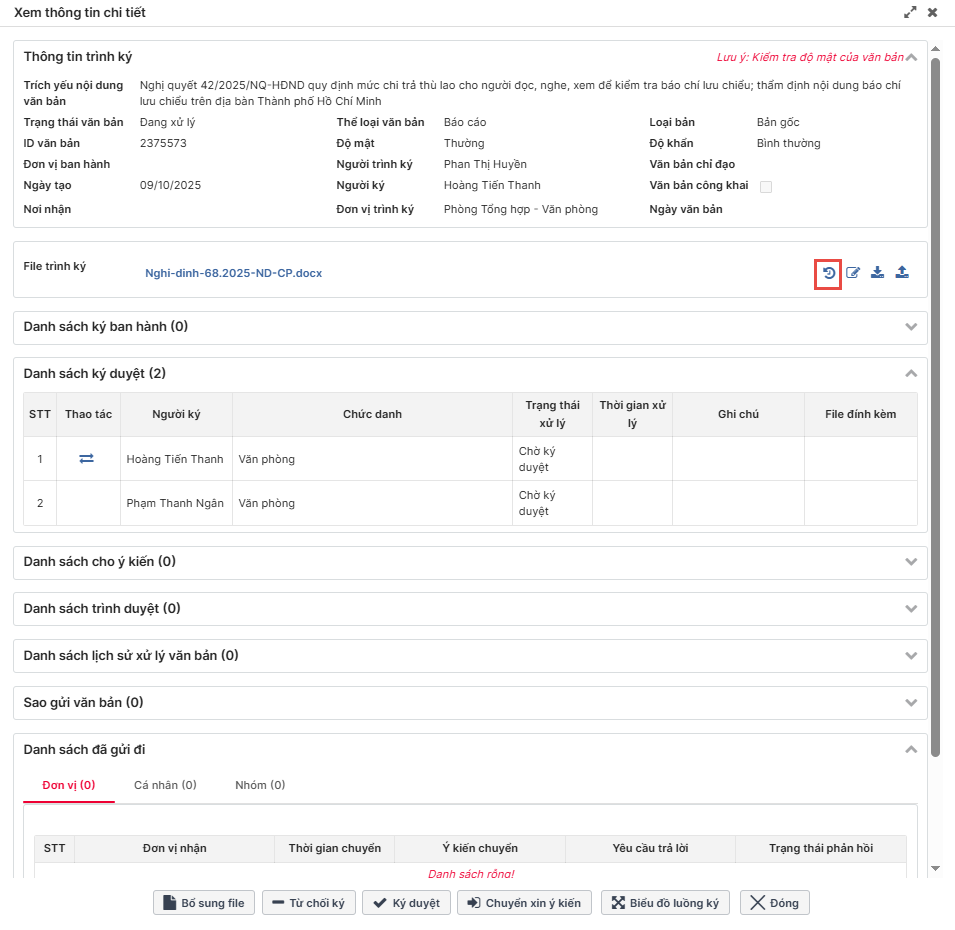 Xem thông tin chi tiết
Thông tin trình ký
Lưu ý: Kiểm tra độ mật của văn bản
Trích yếu nội dung văn bản
Nghị quyết 42/2025/NQ-HĐND quy định mức chi trả thù lao cho người đọc, nghe, xem để kiểm tra báo chí lưu chiểu; thẩm định nội dung báo chí
lưu chiểu trên địa bàn Thành phố Hồ Chí Minh
Trạng thái văn bản Đang xử lý Thể loại văn bản Báo cáo Loại bản Bản gốc
ID văn bản 2375573 Độ mật Thường Độ khẩn Bình thường
Đơn vị ban hành Người trình ký Phan Thị Huyền Văn bản chỉ đạo
Ngày tạo 09/10/2025 Người ký Hoàng Tiến Thanh Văn bản công khai
Nơi nhận Đơn vị trình ký Phòng Tổng hợp - Văn phòng Ngày văn bản
File trình ký Nghi-dinh-68.2025-ND-CP.docx
Danh sách ký ban hành (0)
Danh sách ký duyệt (2)
STT Thao tác Người ký Chức danh Trạng thái xử lý Thời gian xử lý Ghi chú File đính kèm
1 Hoàng Tiến Thanh Văn phòng Chờ ký duyệt
2 Phạm Thanh Ngân Văn phòng Chờ ký duyệt
Danh sách cho ý kiến (0)
Danh sách trình duyệt (0)
Danh sách lịch sử xử lý văn bản (0)
Sao gửi văn bản (0)
Danh sách đã gửi đi
Đơn vị (0) Cá nhân (0) Nhóm (0)
STT Đơn vị nhận Thời gian chuyển Ý kiến chuyển Yêu cầu trả lời Trạng thái phản hồi
Danh sách rỗng!
Bổ sung file Từ chối ký Ký duyệt Chuyển xin ý kiến Biểu đồ luồng ký Đóng